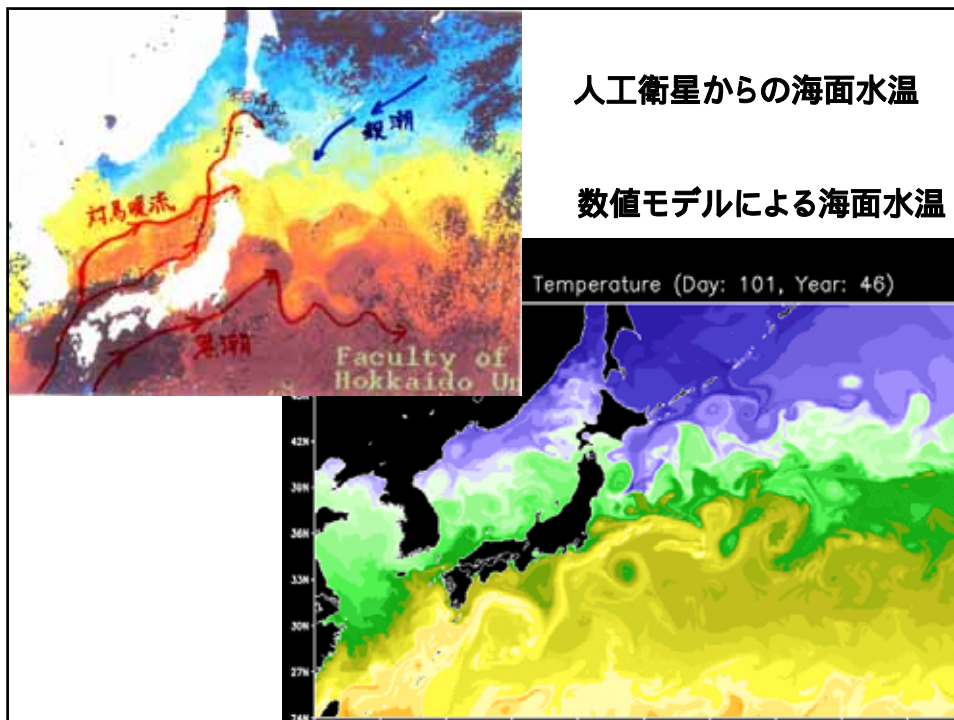 人工衛星からの海面水温
数値モデルによる海面水温
親潮
対馬暖流
黒潮
Faculty of
Hokkaido Un
Temperature (Day: 101, Year: 46)
42N
39N
36N
33N
30N
27N